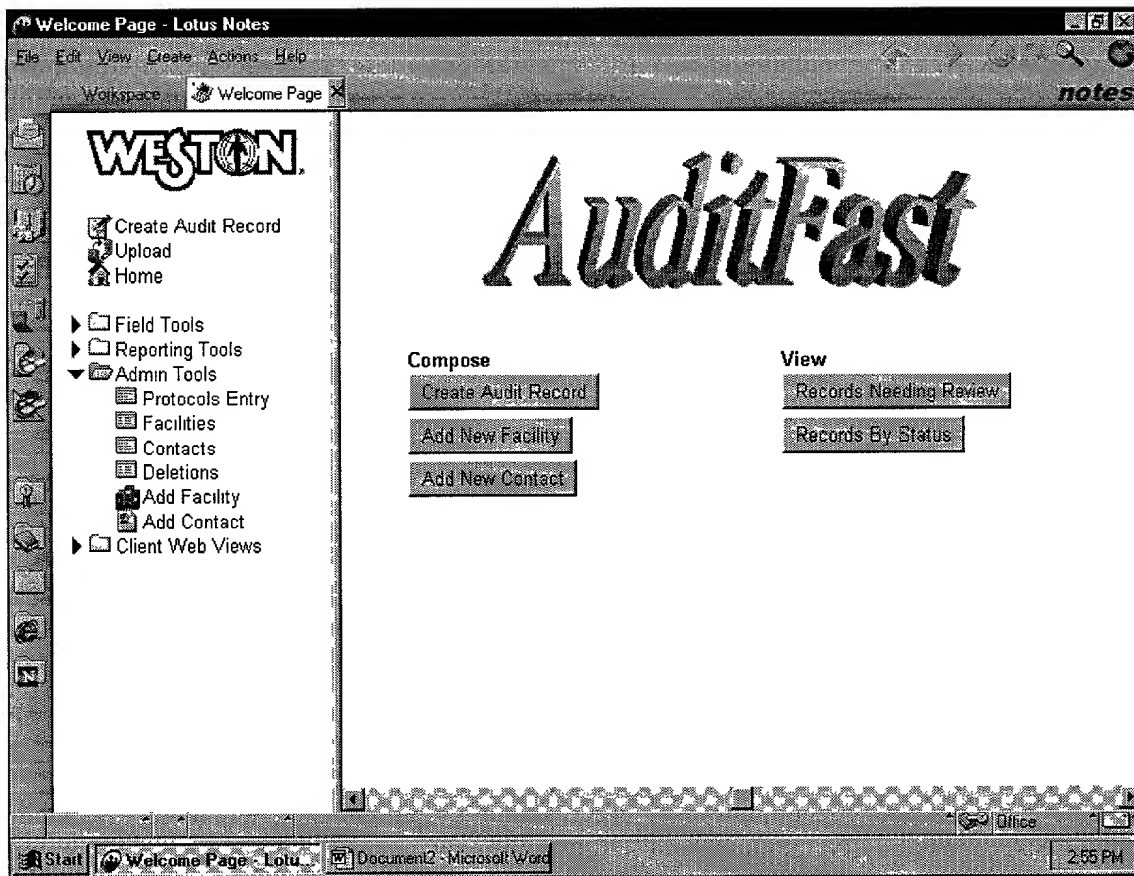 Welcome Page - Lotus Notes
File Edit View Create Actions Help
Workspace Welcome Page
notes
WESTON.
AuditFast
Create Audit Record
Upload
Home
Field Tools
Reporting Tools
Admin Tools
Protocols Entry
Facilities
Contacts
Deletions
Add Facility
Add Contact
Client Web Views
Compose
Create Audit Record
Add New Facility
Add New Contact
View
Records Needing Review
Records By Status
Office
Start Welcome Page - Lotu... Document2 - Microsoft Word 2:55 PM